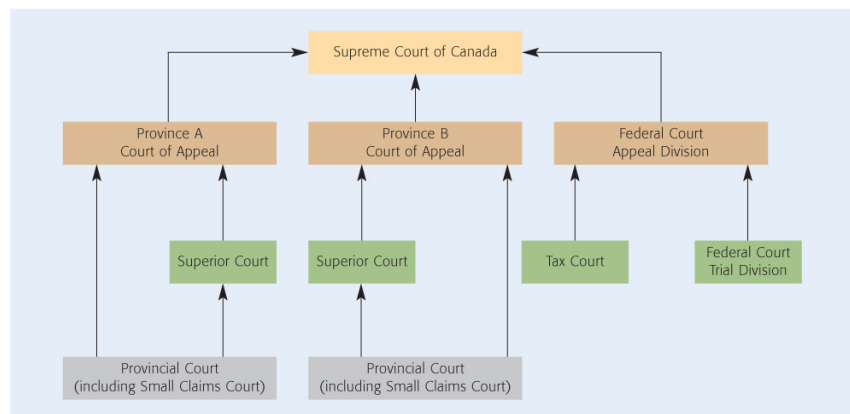 Supreme Court of Canada
Province A
Court of Appeal
Province B
Court of Appeal
Federal Court
Appeal Division
Superior Court
Superior Court
Tax Court
Federal Court
Trial Division
Provincial Court
(including Small Claims Court)
Provincial Court
(including Small Claims Court)